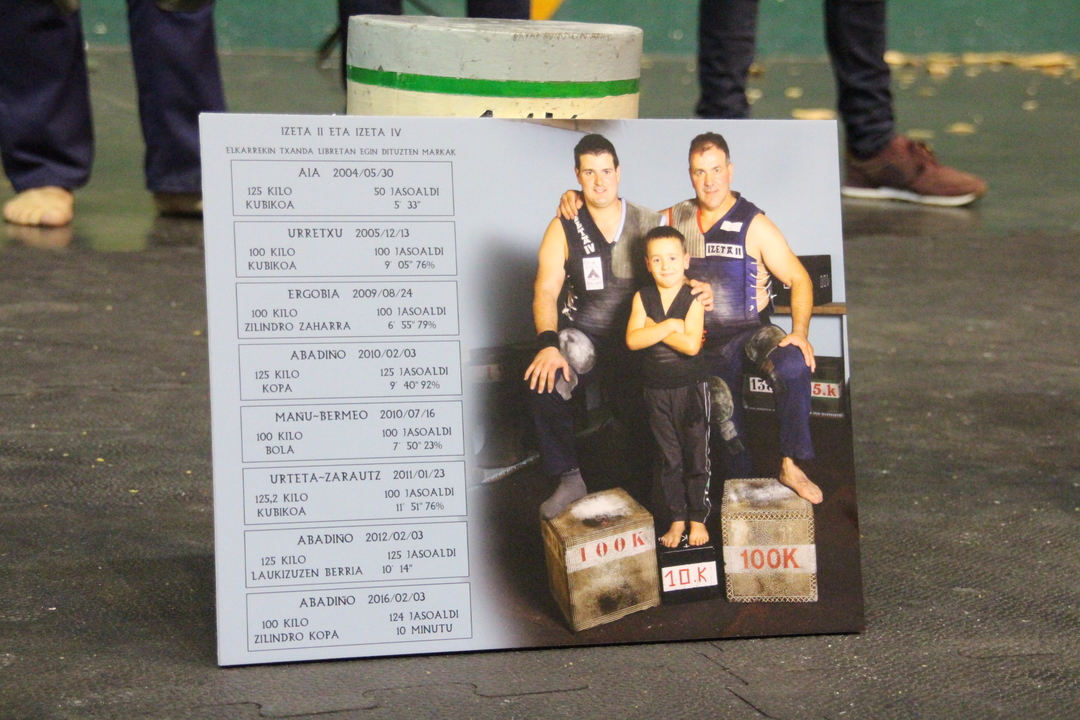 IZETA II ETA IZETA IV
ELKARREKIN TXANDA LIBRETAN EGIN DITUZTEN MARKAK
AIA 2004/05/30
125 KILO 50 JASOALDI
KUBIKOA 5' 33"
URRETXU 2005/12/13
100 KILO 100 JASOALDI
KUBIKOA 9' 05" 76%
ERGOBIA 2009/08/24
100 KILO 100 JASOALDI
ZILINDRO ZAHARRA 6' 55" 79%
ABADIÑO 2010/02/03
125 KILO 125 JASOALDI
KOPA 9' 40" 92%
MAÑU-BERMEO 2010/07/16
100 KILO 100 JASOALDI
BOLA 7' 50" 23%
URTETA-ZARAUTZ 2011/01/23
125,2 KILO 100 JASOALDI
KUBIKOA 11' 51" 76%
ABADIÑO 2012/02/03
125 KILO 125 JASOALDI
LAUKIZUZEN BERRIA 10' 14"
ABADIÑO 2016/02/03
100 KILO 124 JASOALDI
ZILINDRO KOPA 10 MINUTU
IZETA IV
IZETA II
5.K
100K
10.K
100K